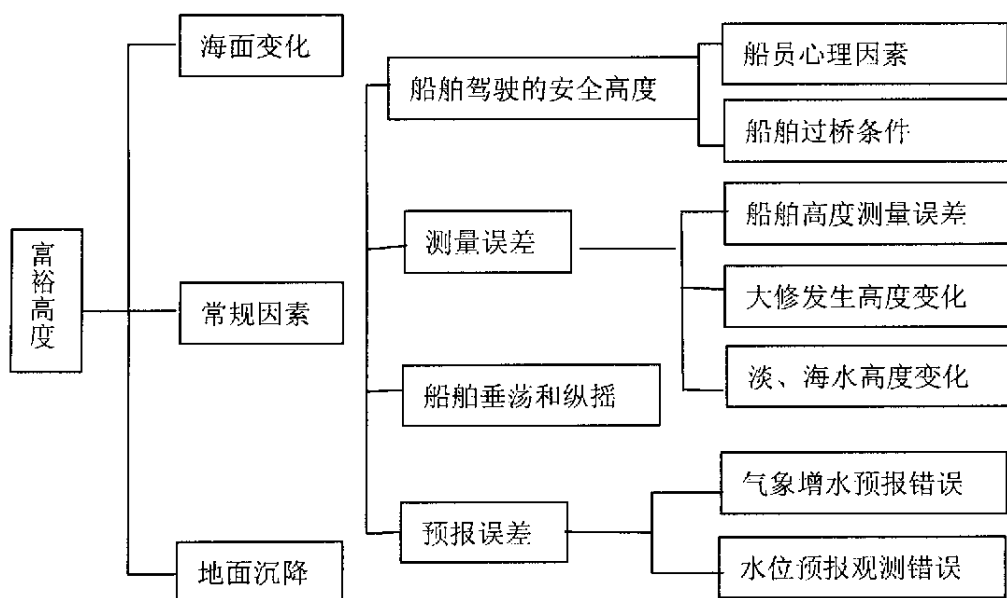 富裕高度
海面变化
常规因素
地面沉降
船舶驾驶的安全高度
测量误差
船舶垂荡和纵摇
预报误差
船员心理因素
船舶过桥条件
船舶高度测量误差
大修发生高度变化
淡、海水高度变化
气象增水预报错误
水位预报观测错误